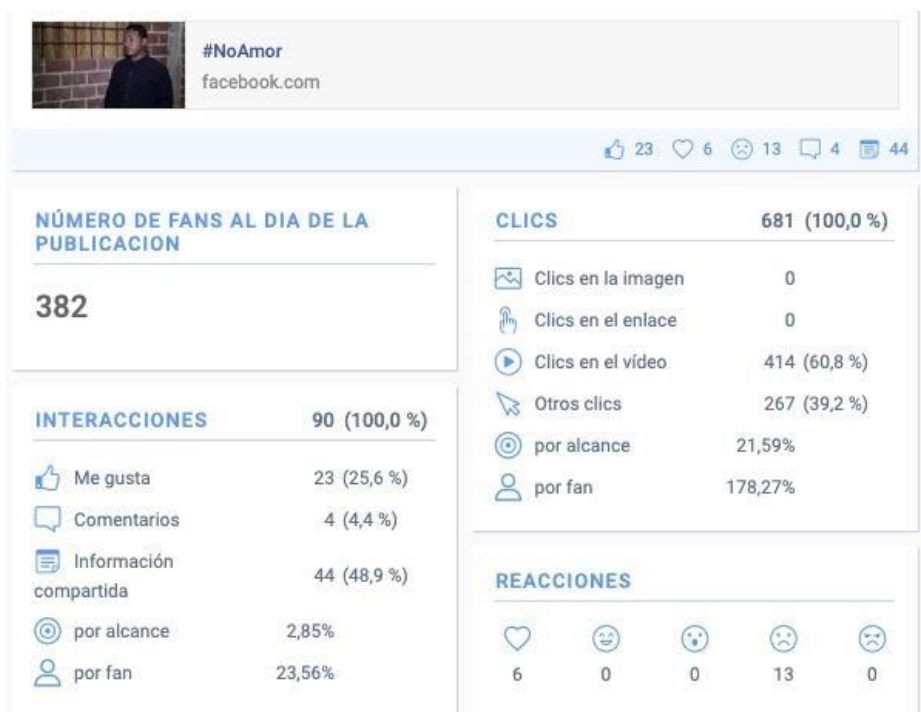 #NoAmor
facebook.com
23 6 13 4 44
NÚMERO DE FANS AL DIA DE LA
PUBLICACION
382
INTERACCIONES 90 (100,0 %)
Me gusta 23 (25,6 %)
Comentarios 4 (4,4 %)
Información
compartida 44 (48,9 %)
por alcance 2,85%
por fan 23,56%
CLICS 681 (100,0 %)
Clics en la imagen 0
Clics en el enlace 0
Clics en el vídeo 414 (60,8 %)
Otros clics 267 (39,2 %)
por alcance 21,59%
por fan 178,27%
REACCIONES
6 0 0 13 0